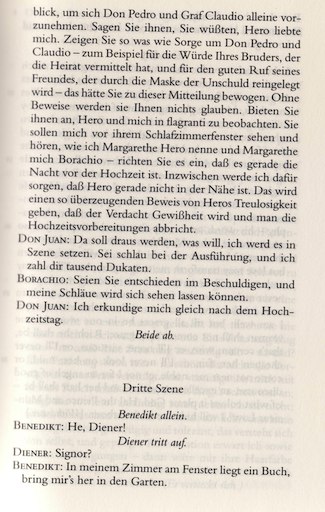 blick, um sich Don Pedro und Graf Claudio alleine vor-
zunehmen. Sagen Sie ihnen, Sie wüßten, Hero liebte
mich. Zeigen Sie so was wie Sorge um Don Pedro und
Claudio – zum Beispiel für die Würde Ihres Bruders, der
die Heirat vermittelt hat, und für den guten Ruf seines
Freundes, der durch die Maske der Unschuld reingelegt
wird – das hätte Sie zu dieser Mitteilung bewogen. Ohne
Beweise werden sie Ihnen nichts glauben. Bieten Sie
ihnen an, Hero und mich in flagranti zu beobachten. Sie
sollen mich vor ihrem Schlafzimmerfenster sehen und
hören, wie ich Margarethe Hero nenne und Margarethe
mich Borachio – richten Sie es ein, daß es gerade die
Nacht vor der Hochzeit ist. Inzwischen werde ich dafür
sorgen, daß Hero gerade nicht in der Nähe ist. Das wird
einen so überzeugenden Beweis von Heros Treulosigkeit
geben, daß der Verdacht Gewißheit wird und man die
Hochzeitsvorbereitungen abbricht.
DON JUAN: Da soll draus werden, was will, ich werd es in
Szene setzen. Sei schlau bei der Ausführung, und ich
zahl dir tausend Dukaten.
BORACHIO: Seien Sie entschieden im Beschuldigen, und
meine Schläue wird sich sehen lassen können.
DON JUAN: Ich erkundige mich gleich nach dem Hoch-
zeitstag.
Beide ab.
Dritte Szene
Benedikt allein.
BENEDIKT: He, Diener!
Diener tritt auf.
DIENER: Signor?
BENEDIKT: In meinem Zimmer am Fenster liegt ein Buch,
bring mir's her in den Garten.